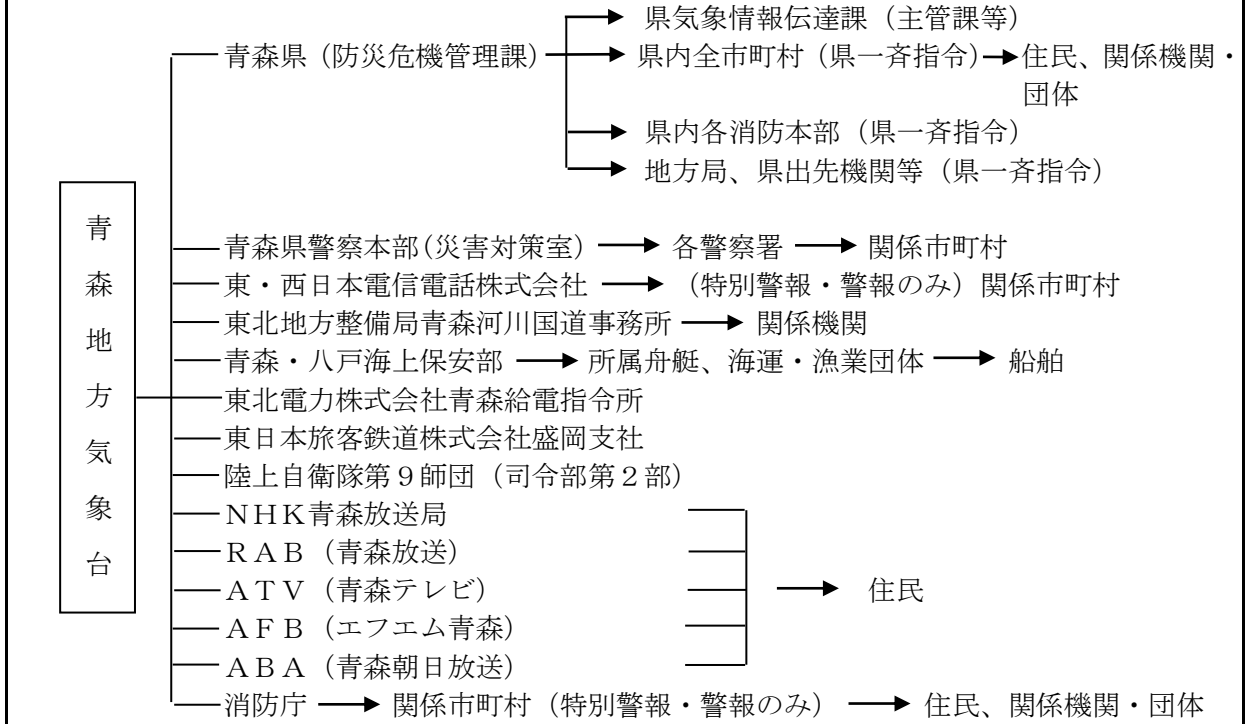 県気象情報伝達課（主管課等）
青森県（防災危機管理課） 県内全市町村（県一斉指令） 住民、関係機関・
団体
県内各消防本部（県一斉指令）
地方局、県出先機関等（県一斉指令）
青森地方気象台
青森県警察本部(災害対策室) 各警察署 関係市町村
東・西日本電信電話株式会社 （特別警報・警報のみ）関係市町村
東北地方整備局青森河川国道事務所 関係機関
青森・八戸海上保安部 所属舟艇、海運・漁業団体 船舶
東北電力株式会社青森給電指令所
東日本旅客鉄道株式会社盛岡支社
陸上自衛隊第９師団（司令部第２部）
ＮＨＫ青森放送局
ＲＡＢ（青森放送）
ＡＴＶ（青森テレビ） 住民
ＡＦＢ（エフエム青森）
ＡＢＡ（青森朝日放送）
消防庁 関係市町村（特別警報・警報のみ） 住民、関係機関・団体